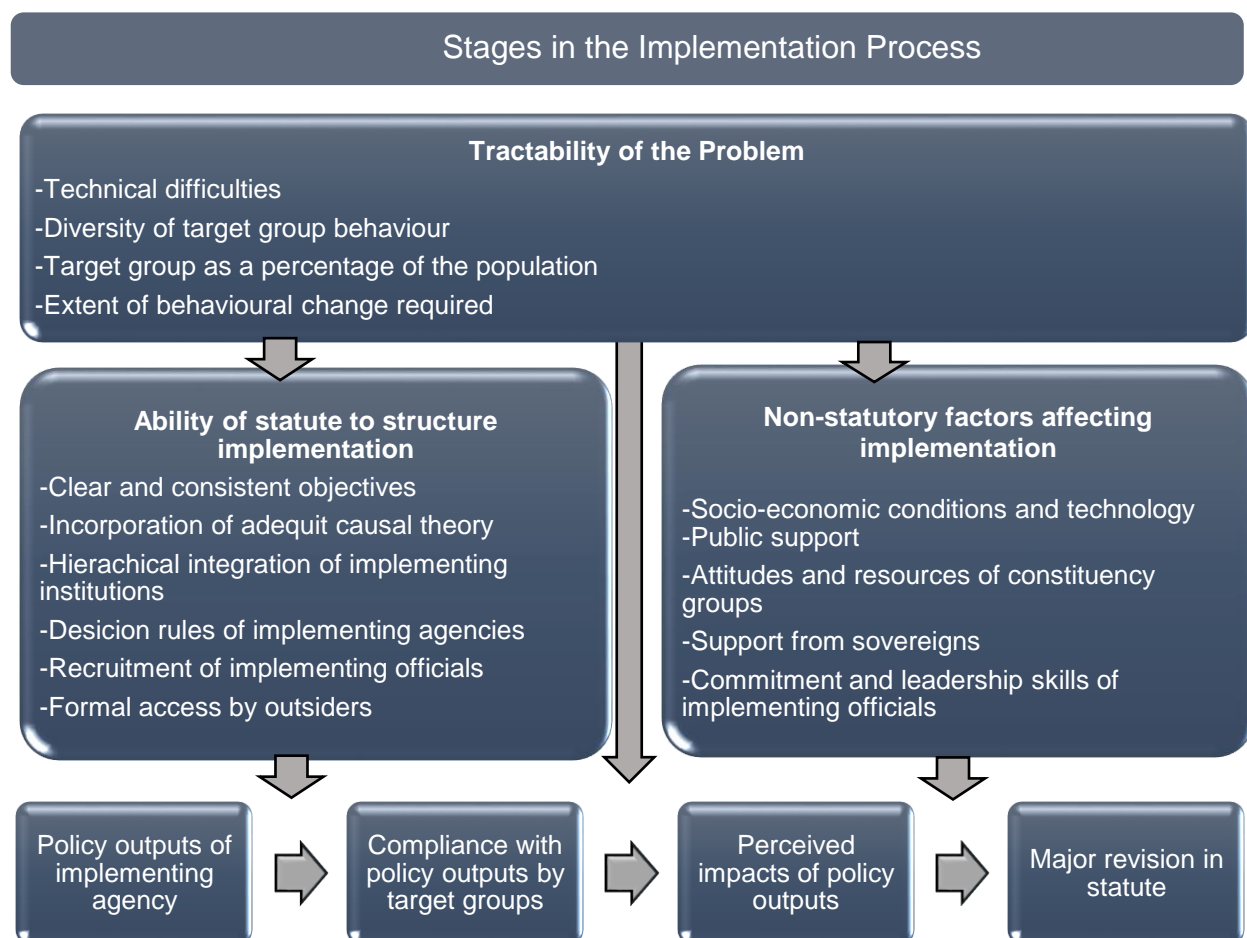 Stages in the Implementation Process
Tractability of the Problem
-Technical difficulties
-Diversity of target group behaviour
-Target group as a percentage of the population
-Extent of behavioural change required
Ability of statute to structure
implementation
-Clear and consistent objectives
-Incorporation of adequit causal theory
-Hierachical integration of implementing
institutions
-Desicion rules of implementing agencies
-Recruitment of implementing officials
-Formal access by outsiders
Non-statutory factors affecting
implementation
-Socio-economic conditions and technology
-Public support
-Attitudes and resources of constituency
groups
-Support from sovereigns
-Commitment and leadership skills of
implementing officials
Policy outputs of
implementing
agency
Compliance with
policy outputs by
target groups
Perceived
impacts of policy
outputs
Major revision in
statute